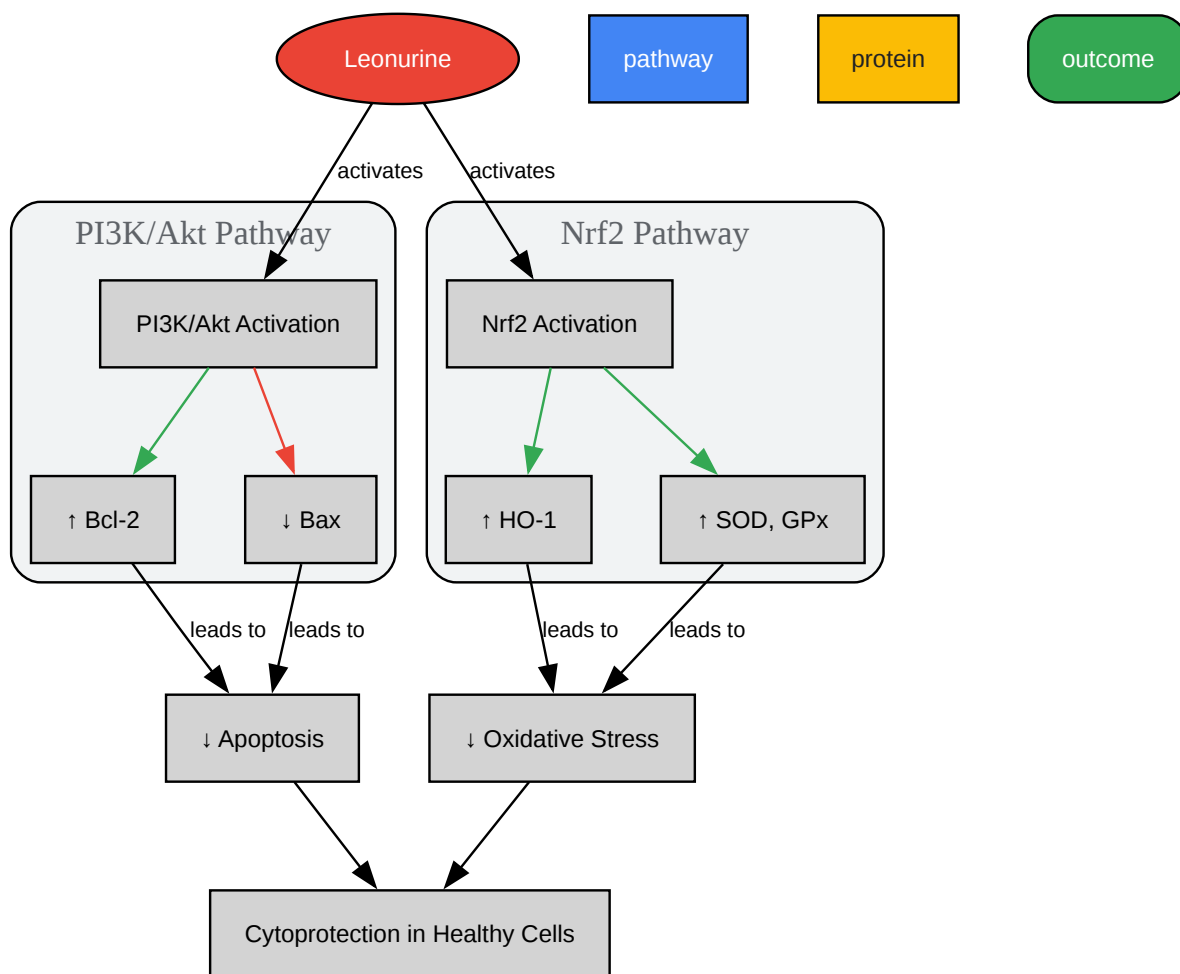 Leonurine
pathway
protein
outcome
activates
activates
PI3K/Akt Pathway
Nrf2 Pathway
PI3K/Akt Activation
Nrf2 Activation
↑ Bcl-2
↓ Bax
↑ HO-1
↑ SOD, GPx
leads to
leads to
leads to
leads to
↓ Apoptosis
↓ Oxidative Stress
Cytoprotection in Healthy Cells